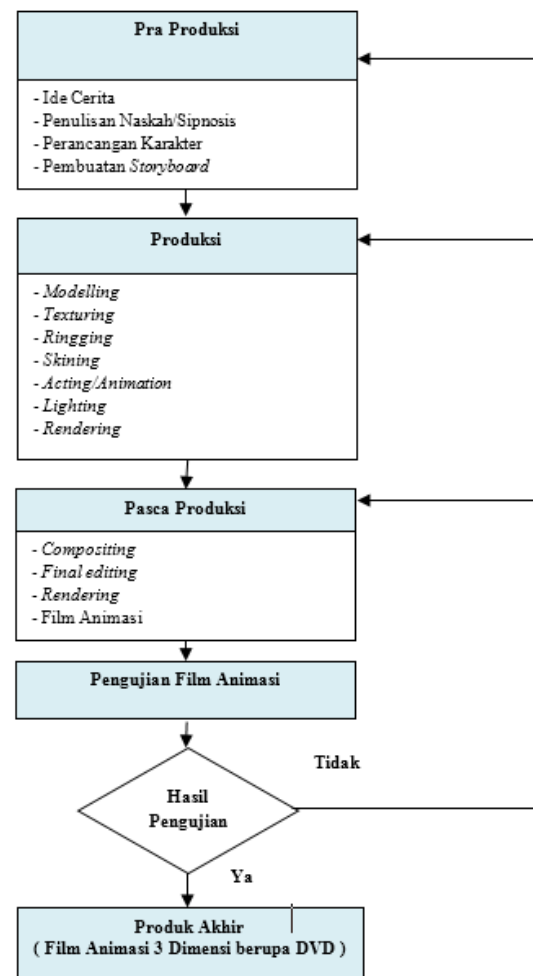 Pra Produksi
- Ide Cerita
- Penulisan Naskah/Sipnosis
- Perancangan Karakter
- Pembuatan Storyboard
Produksi
- Modelling
- Texturing
- Ringging
- Skining
- Acting/Animation
- Lighting
- Rendering
Pasca Produksi
- Compositing
- Final editing
- Rendering
- Film Animasi
Pengujian Film Animasi
Hasil
Pengujian
Tidak
Ya
Produk Akhir
( Film Animasi 3 Dimensi berupa DVD )